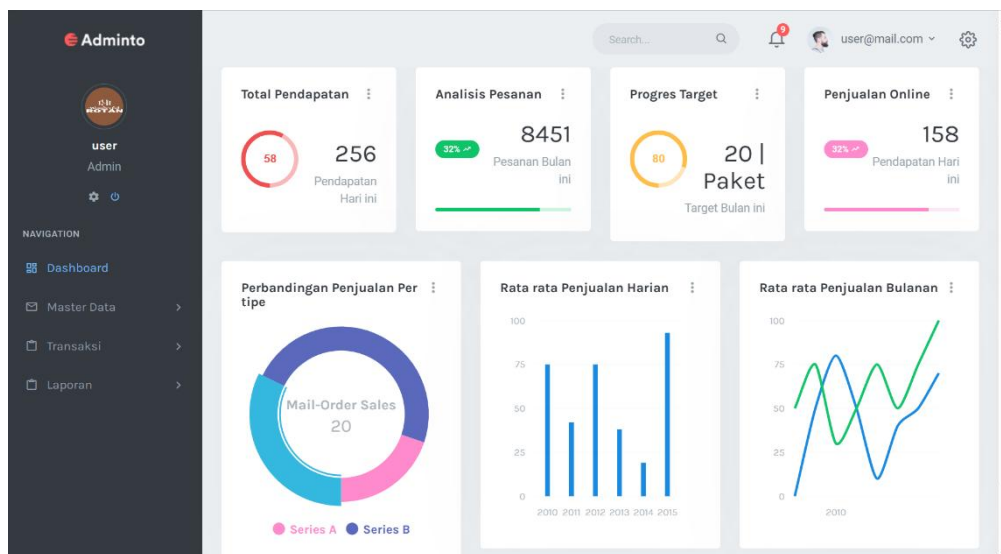 Adminto
Search...
9
user@mail.com
ROTAN
user
Admin
NAVIGATION
Dashboard
Master Data
Transaksi
Laporan
Total Pendapatan
58
256
Pendapatan
Hari ini
Analisis Pesanan
32%
8451
Pesanan Bulan
ini
Progres Target
80
20 |
Paket
Target Bulan ini
Penjualan Online
32%
158
Pendapatan Hari
ini
Perbandingan Penjualan Per
tipe
Mail-Order Sales
20
Series A Series B
Rata rata Penjualan Harian
100
75
50
25
0
2010 2011 2012 2013 2014 2015
Rata rata Penjualan Bulanan
100
75
50
25
0
2010